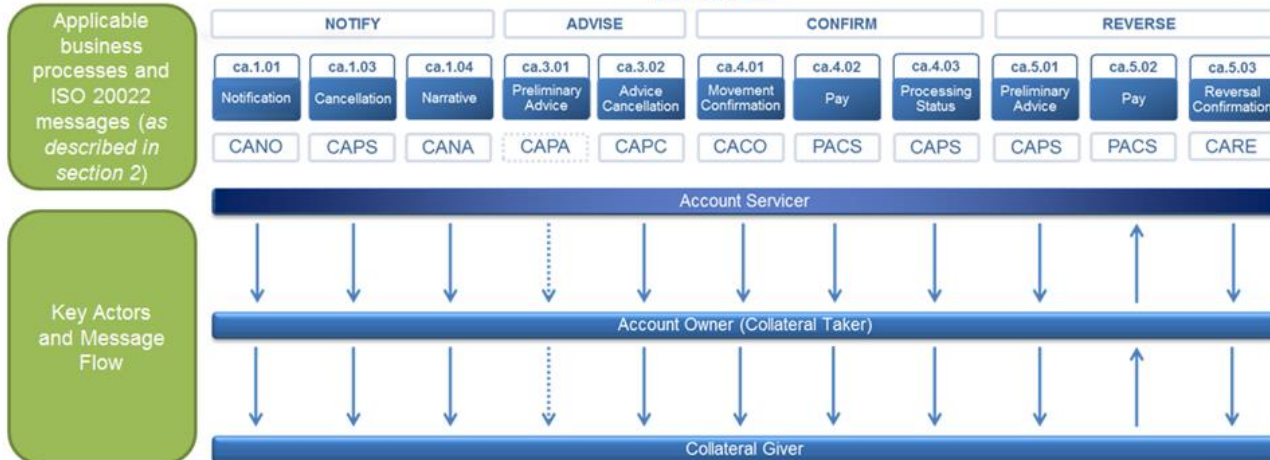 Applicable
business
processes and
ISO 20022
messages (as
described in
section 2)
NOTIFY
ADVISE
CONFIRM
REVERSE
ca.1.01
Notification
CANO
ca.1.03
Cancellation
CAPS
ca.1.04
Narrative
CANA
ca.3.01
Preliminary
Advice
CAPA
ca.3.02
Advice
Cancellation
CAPC
ca.4.01
Movement
Confirmation
CACO
ca.4.02
Pay
PACS
ca.4.03
Processing
Status
CAPS
ca.5.01
Preliminary
Advice
CAPS
ca.5.02
Pay
PACS
ca.5.03
Reversal
Confirmation
CARE
Key Actors
and Message
Flow
Account Servicer
Account Owner (Collateral Taker)
Collateral Giver